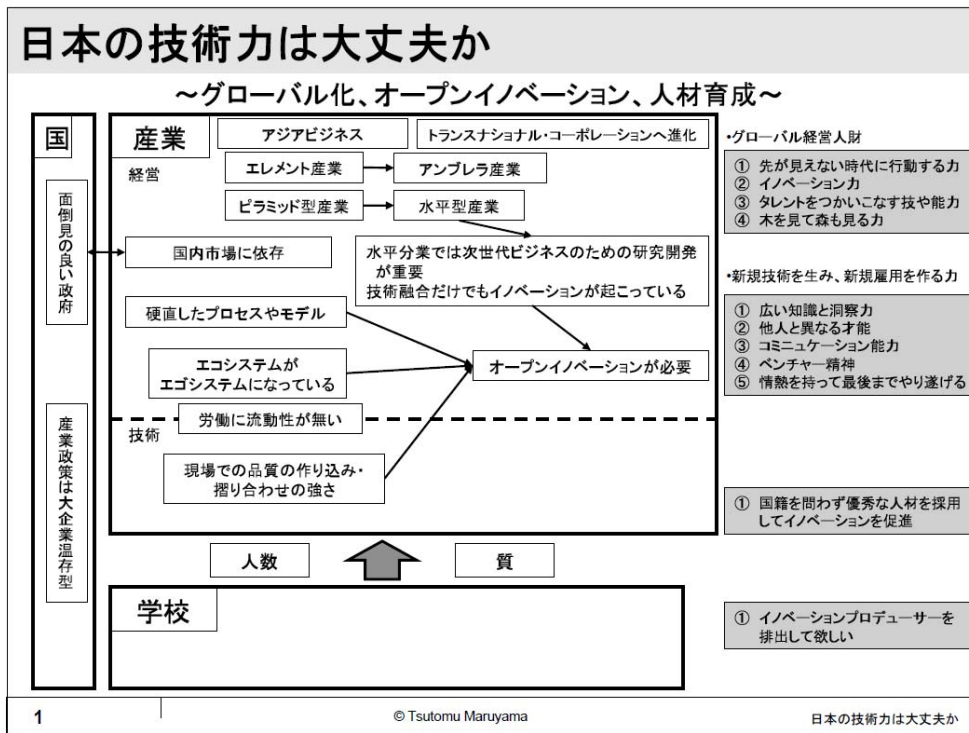 日本の技術力は大丈夫か
～グローバル化、オープンイノベーション、人材育成～
国
面倒見の良い政府
産業政策は大企業温存型
産業
アジアビジネス
トランスナショナル・コーポレーションへ進化
経営
エレメント産業
アンブレラ産業
ピラミッド型産業
水平型産業
国内市場に依存
水平分業では次世代ビジネスのための研究開発
が重要
技術融合だけでもイノベーションが起こっている
硬直したプロセスやモデル
エコシステムが
エゴシステムになっている
オープンイノベーションが必要
労働に流動性が無い
技術
現場での品質の作り込み・
摺り合わせの強さ
人数
質
学校
・グローバル経営人財
① 先が見えない時代に行動する力
② イノベーション力
③ タレントをつかいこなす技や能力
④ 木を見て森も見る力
・新規技術を生み、新規雇用を作る力
① 広い知識と洞察力
② 他人と異なる才能
③ コミニュケーション能力
④ ベンチャー精神
⑤ 情熱を持って最後までやり遂げる
① 国籍を問わず優秀な人材を採用
してイノベーションを促進
① イノベーションプロデューサーを
排出して欲しい
1
© Tsutomu Maruyama
日本の技術力は大丈夫か